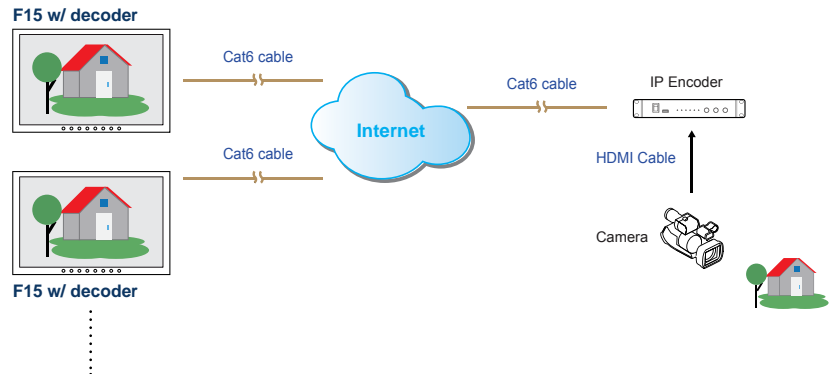 F15 w/ decoder
Cat6 cable
Cat6 cable
IP Encoder
Internet
Cat6 cable
HDMI Cable
Camera
F15 w/ decoder